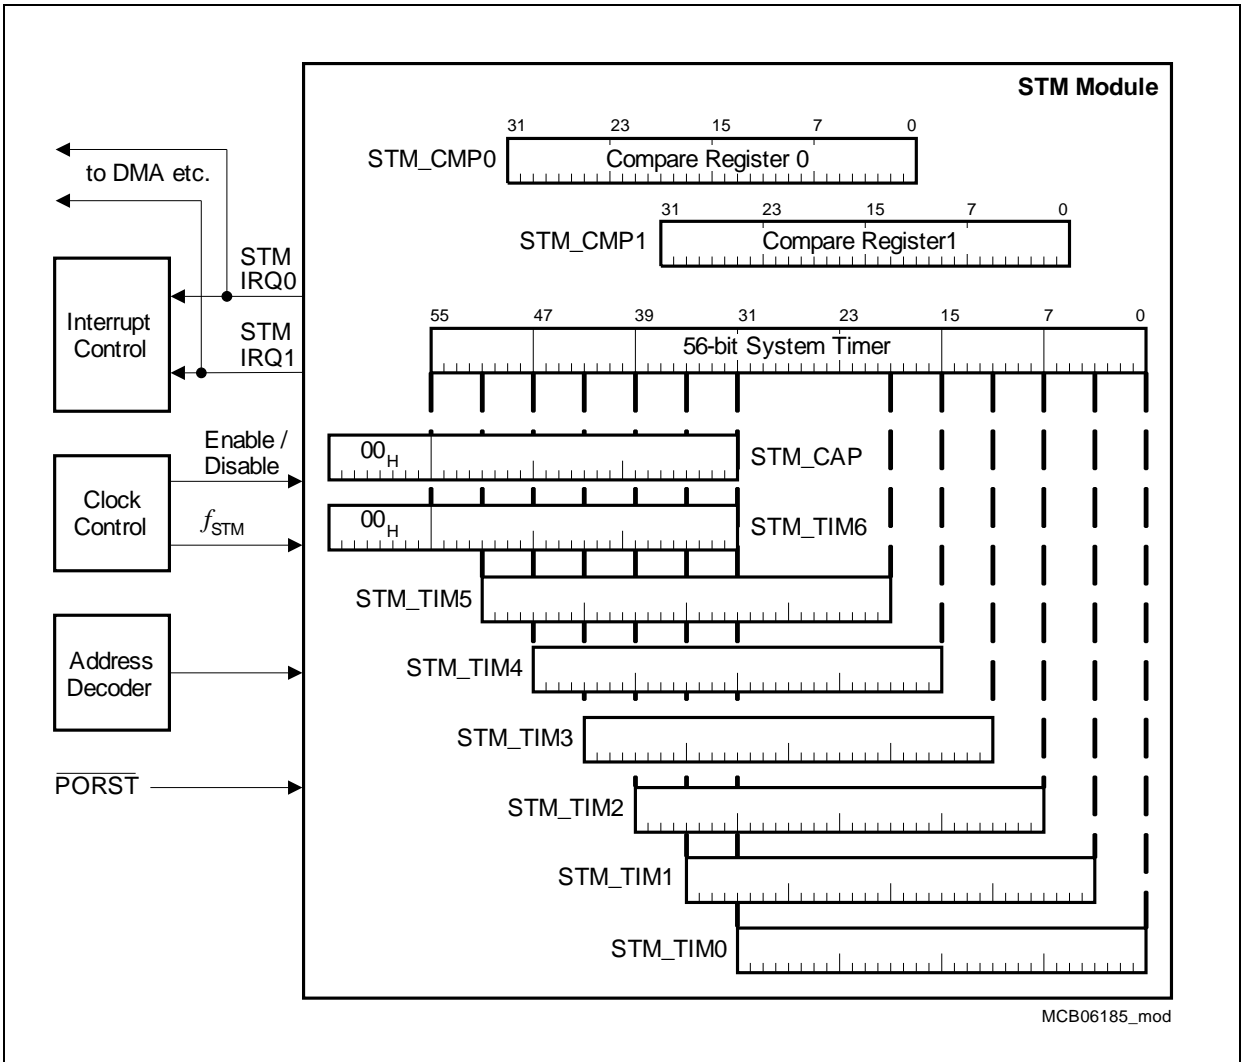 STM Module
31 23 15 7 0
STM_CMP0
Compare Register 0
to DMA etc.
31 23 15 7 0
STM_CMP1
Compare Register1
STM
IRQ0
Interrupt
Control
STM
IRQ1
55 47 39 31 23 15 7 0
56-bit System Timer
Enable /
Disable
00H
STM_CAP
Clock
Control
fSTM
00H
STM_TIM6
STM_TIM5
Address
Decoder
STM_TIM4
STM_TIM3
PORST
STM_TIM2
STM_TIM1
STM_TIM0
MCB06185_mod